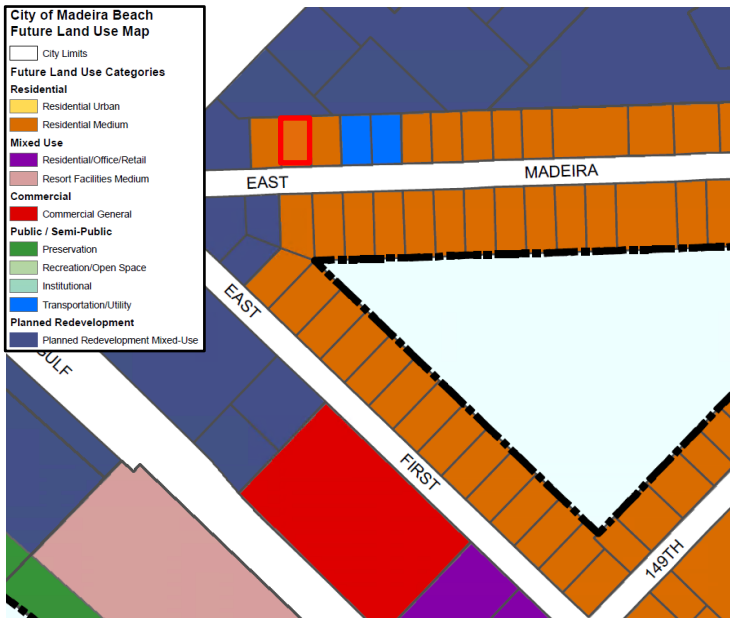 City of Madeira Beach
Future Land Use Map
City Limits
Future Land Use Categories
Residential
Residential Urban
Residential Medium
Mixed Use
Residential/Office/Retail
Resort Facilities Medium
Commercial
Commercial General
Public / Semi-Public
Preservation
Recreation/Open Space
Institutional
Transportation/Utility
Planned Redevelopment
Planned Redevelopment Mixed-Use
EAST MADEIRA
EAST
FIRST
GULF
149TH